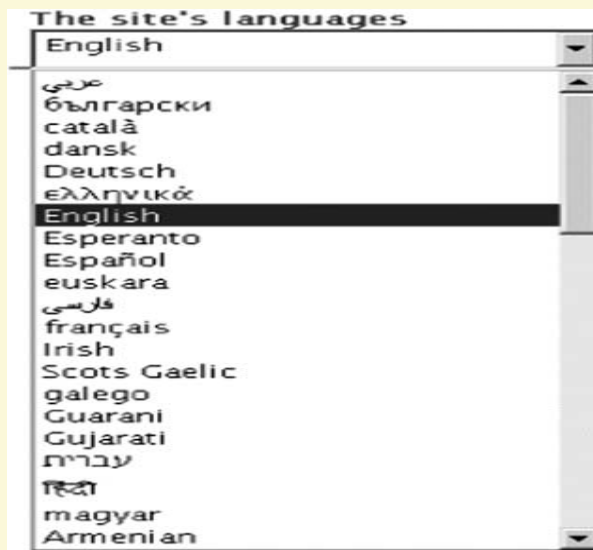 The site's languages
English
عربي
български
català
dansk
Deutsch
ελληνικά
English
Esperanto
Español
euskara
فارسی
français
Irish
Scots Gaelic
galego
Guarani
Gujarati
עברית
हिंदी
magyar
Armenian